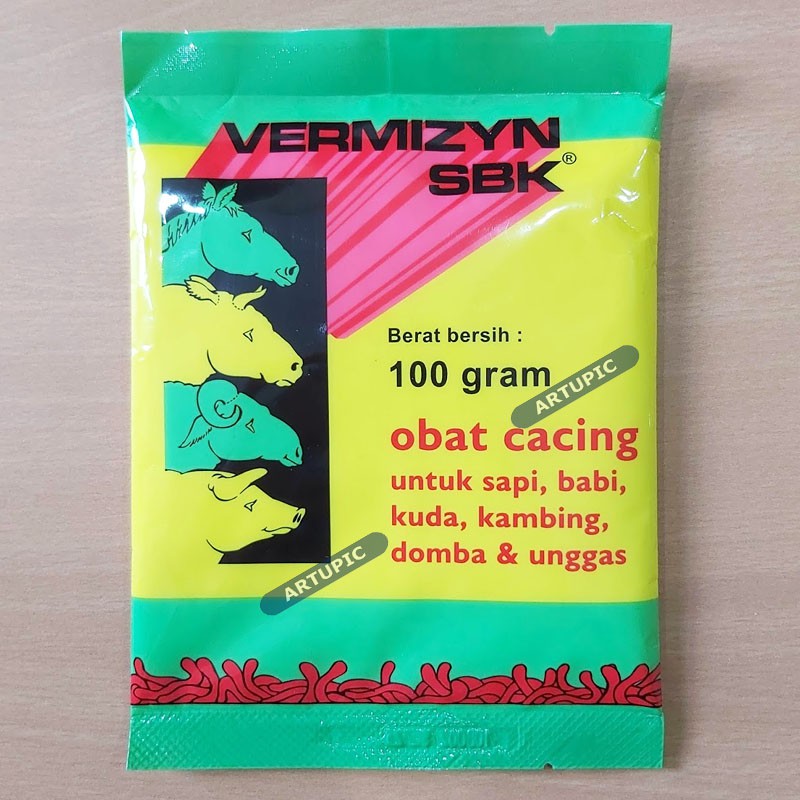 VERMIZYN
SBK®
Berat bersih :
100 gram
ARTUPIC
obat cacing
untuk sapi, babi,
kuda, kambing,
domba & unggas
ARTUPIC